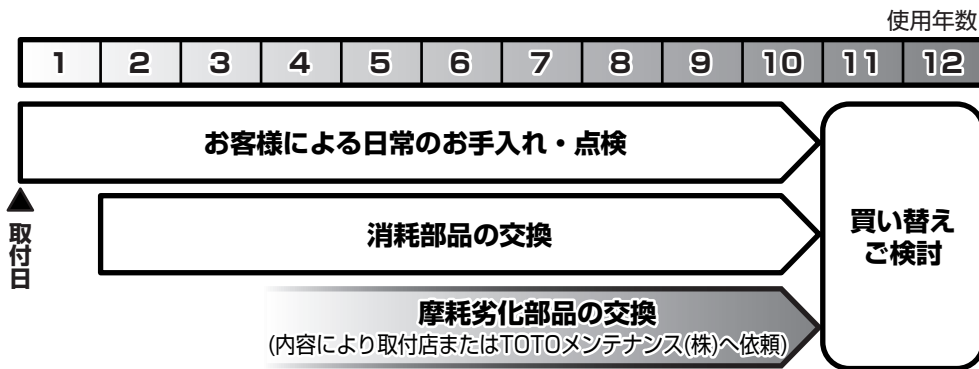 使用年数
1 2 3 4 5 6 7 8 9 10 11 12
お客様による日常のお手入れ・点検
取付日
消耗部品の交換
摩耗劣化部品の交換
(内容により取付店またはTOTOメンテナンス(株)へ依頼)
買い替え
ご検討